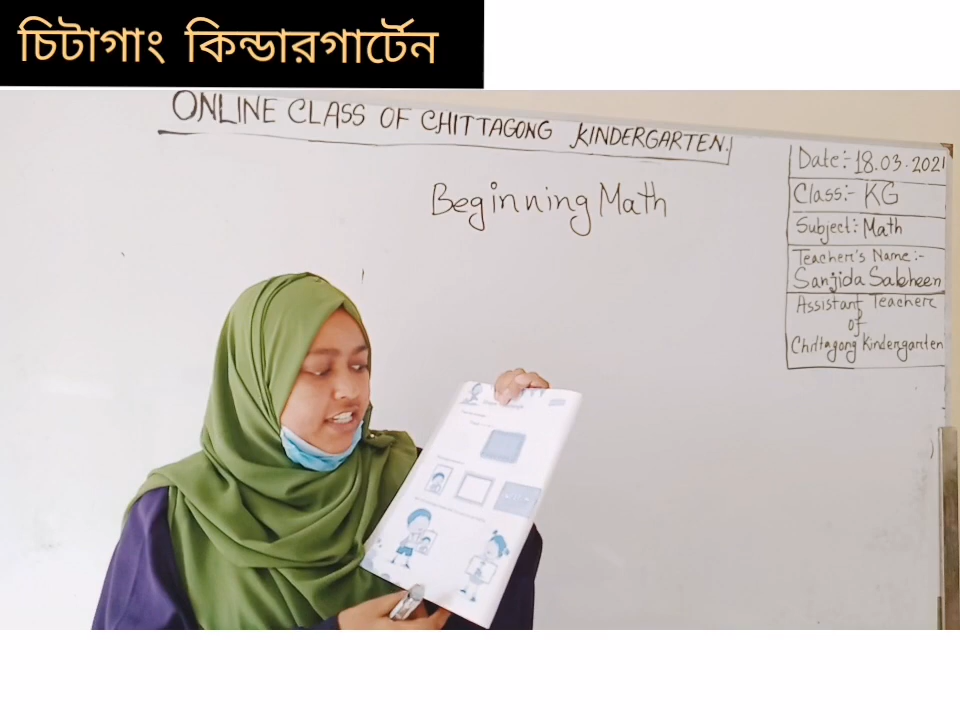 চিটাগাং কিন্ডারগার্টেন
ONLINE CLASS OF CHITTAGONG KINDERGARTEN.
Beginning Math
Date:- 18.03.2021
Class:- KG
Subject: Math
Teacher's Name:-
Sanjida Sabheen
Assistant Teacher
of
Chittagong Kindergarten